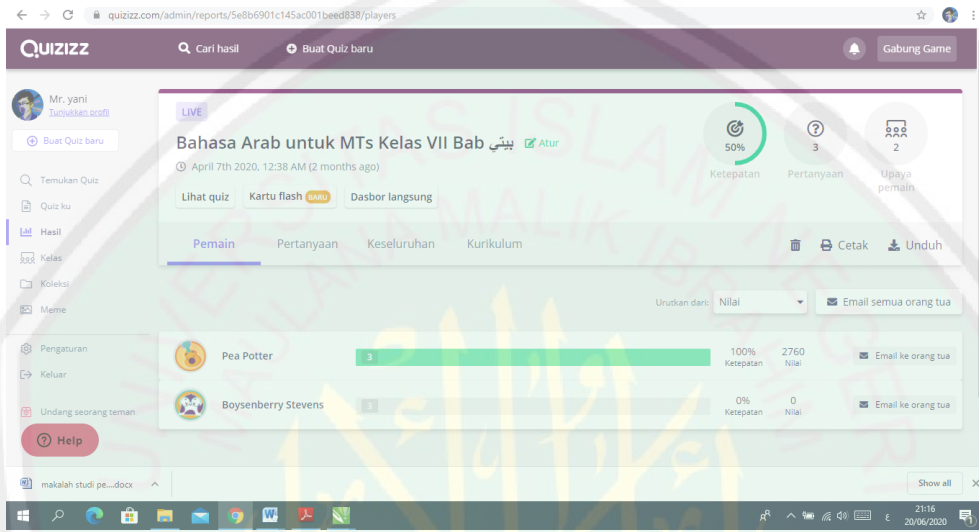 quizizz.com/admin/reports/5e8b6901c145ac001beed838/players
QUIZIZZ
Cari hasil
Buat Quiz baru
Gabung Game
Mr. yani
Tunjukkan profil
Buat Quiz baru
Temukan Quiz
Quiz ku
Hasil
Kelas
Koleksi
Meme
Pengaturan
Keluar
Undang seorang teman
Help
LIVE
Bahasa Arab untuk MTs Kelas VII Bab بيتي Atur
April 7th 2020, 12:38 AM (2 months ago)
Lihat quiz Kartu flash BARU Dasbor langsung
50%
Ketepatan
3
Pertanyaan
2
Upaya
pemain
Pemain Pertanyaan Keseluruhan Kurikulum
Cetak Unduh
Urutkan dari: Nilai Email semua orang tua
Pea Potter 3 100% 2760 Email ke orang tua
Ketepatan Nilai
Boysenberry Stevens 3 0% 0 Email ke orang tua
Ketepatan Nilai
makalah studi pe....docx
Show all
21:16
20/06/2020
UNIVERSITAS ISLAM NEGERI
MAULANA MALIK IBRAHIM